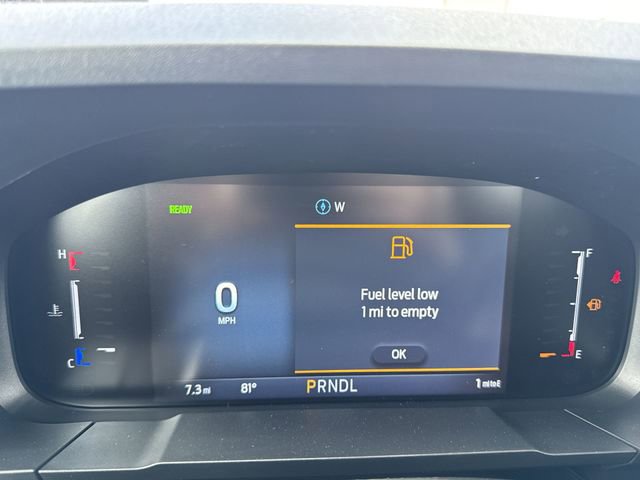 READY
W
H
C
0
MPH
Fuel level low
1 mi to empty
OK
F
E
7.3 mi
81°
PRNDL
1 mi to E